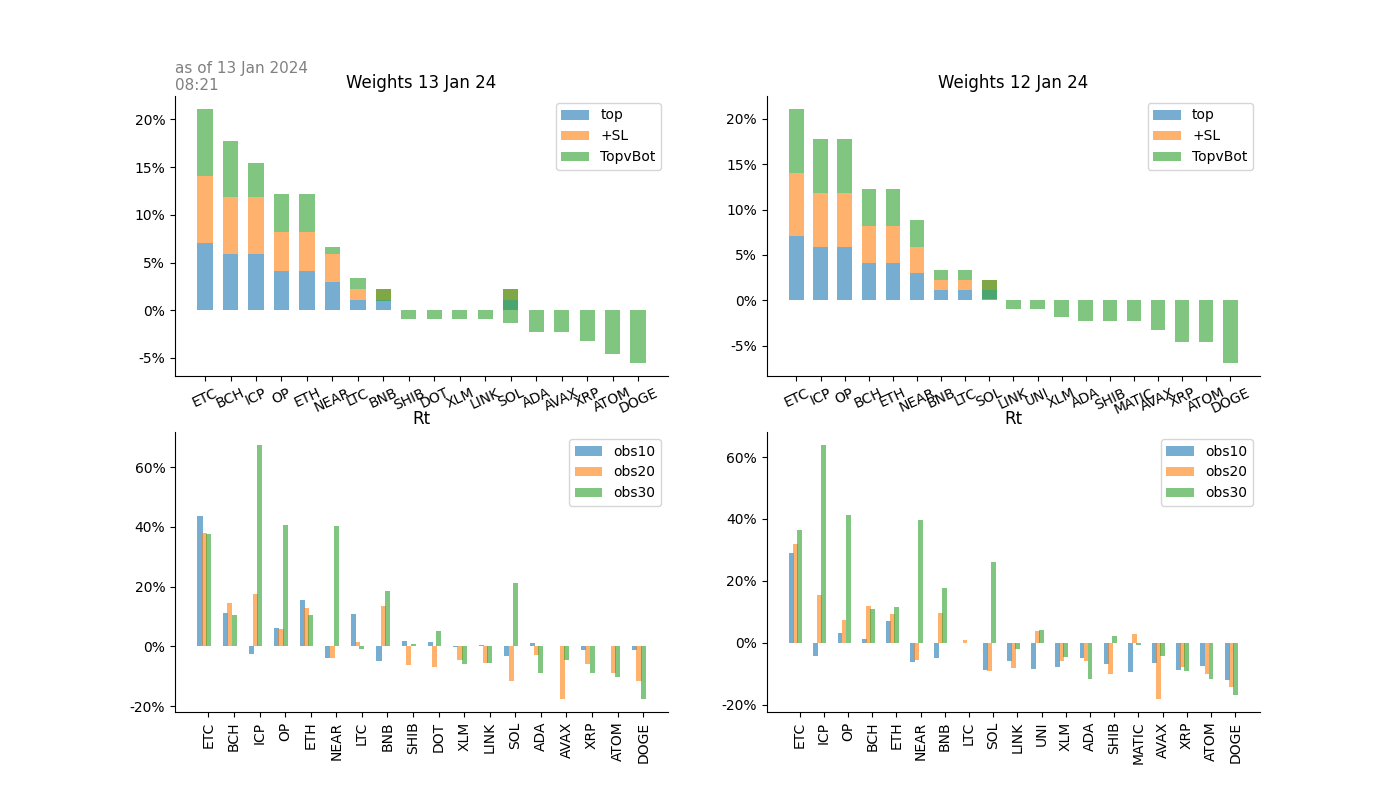 as of 13 Jan 2024
08:21
Weights 13 Jan 24
20%
15%
10%
5%
0%
-5%
top
+SL
TopvBot
ETC BCH ICP OP ETH NEAR LTC BNB SHIB DOT XLM LINK SOL ADA AVAX XRP ATOM DOGE
Weights 12 Jan 24
20%
15%
10%
5%
0%
-5%
top
+SL
TopvBot
ETC ICP OP BCH ETH NEAR BNB LTC SOL LINK UNI XLM ADA SHIB MATIC AVAX XRP ATOM DOGE
Rt
60%
40%
20%
0%
-20%
obs10
obs20
obs30
ETC BCH ICP OP ETH NEAR LTC BNB SHIB DOT XLM LINK SOL ADA AVAX XRP ATOM DOGE
Rt
60%
40%
20%
0%
-20%
obs10
obs20
obs30
ETC ICP OP BCH ETH NEAR BNB LTC SOL LINK UNI XLM ADA SHIB MATIC AVAX XRP ATOM DOGE